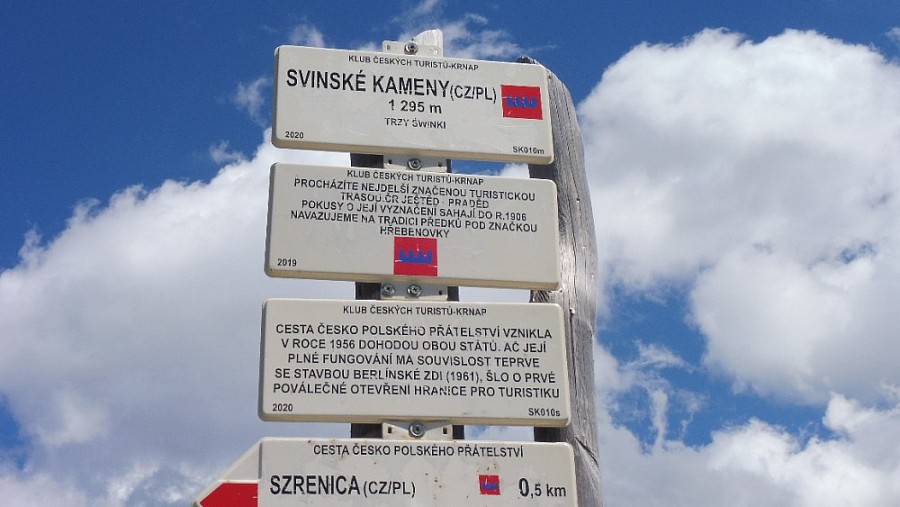 KLUB ČESKÝCH TURISTŮ-KRNAP
SVINSKÉ KAMENY(CZ/PL)
1 295 m
TRZY ŚWINKI
2020
SK010m
KLUB ČESKÝCH TURISTŮ-KRNAP
PROCHÁZÍTE NEJDELŠÍ ZNAČENOU TURISTICKOU
TRASOU ČR JEŠTĚD - PRADĚD
POKUSY O JEJÍ VYZNAČENÍ SAHAJÍ DO R.1906
NAVAZUJEME NA TRADICI PŘEDKŮ POD ZNAČKOU
HŘEBENOVKY
2019
KLUB ČESKÝCH TURISTŮ-KRNAP
CESTA ČESKO POLSKÉHO PŘÁTELSTVÍ VZNIKLA
V ROCE 1956 DOHODOU OBOU STÁTŮ. AČ JEJÍ
PLNÉ FUNGOVÁNÍ MÁ SOUVISLOST TEPRVE
SE STAVBOU BERLÍNSKÉ ZDI (1961), ŠLO O PRVÉ
POVÁLEČNÉ OTEVŘENÍ HRANICE PRO TURISTIKU
2020
SK010s
CESTA ČESKO POLSKÉHO PŘÁTELSTVÍ
SZRENICA(CZ/PL)
0,5 km